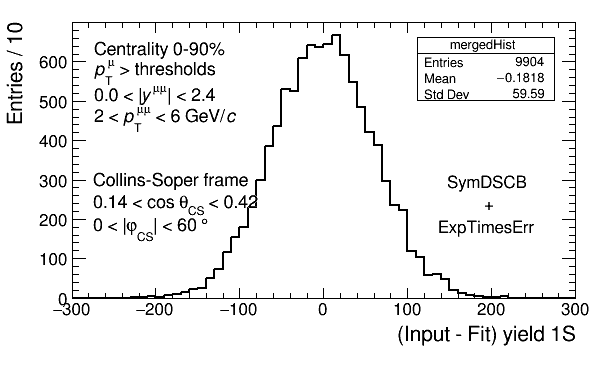 Entries / 10
600
500
400
300
200
100
0
Centrality 0-90%
p_T^μ > thresholds
0.0 < |y^μμ| < 2.4
2 < p_T^μμ < 6 GeV/c
Collins-Soper frame
0.14 < cos θ_CS < 0.42
0 < |φ_CS| < 60 °
mergedHist
Entries 9904
Mean −0.1818
Std Dev 59.59
SymDSCB
+
ExpTimesErr
−300 −200 −100 0 100 200 300
(Input - Fit) yield 1S